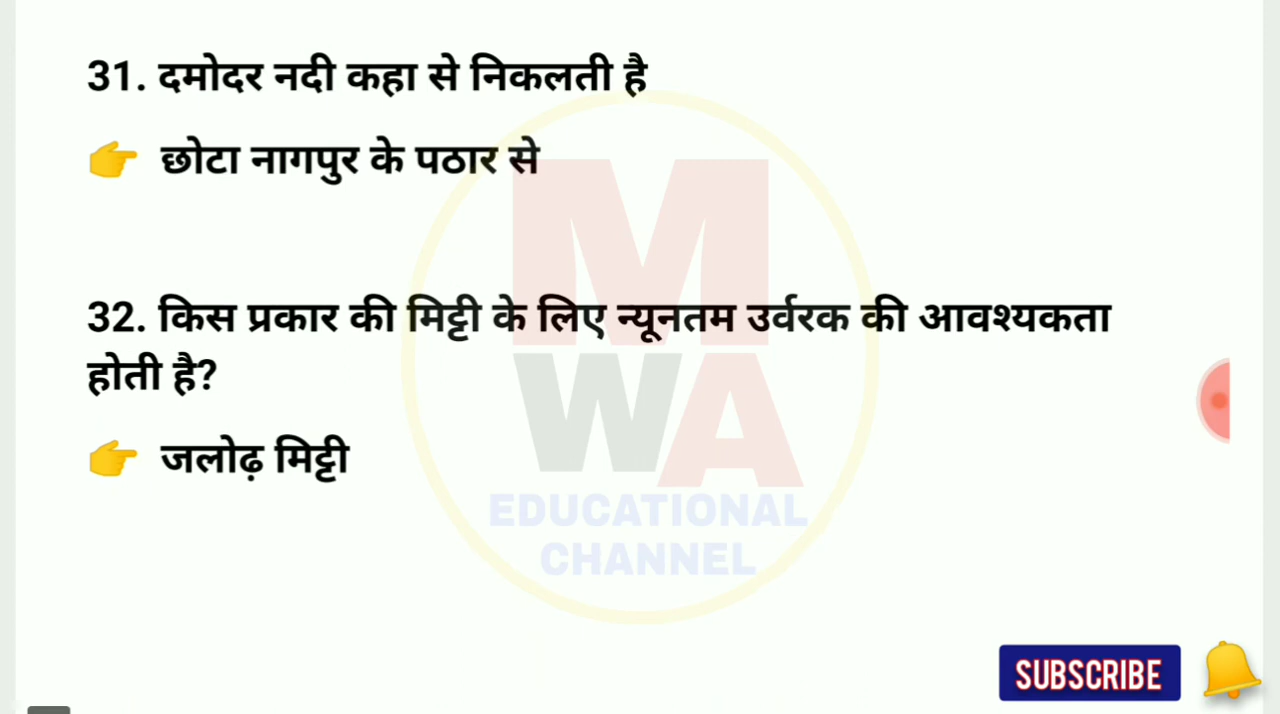 31. दमोदर नदी कहा से निकलती है
👉 छोटा नागपुर के पठार से
32. किस प्रकार की मिट्टी के लिए न्यूनतम उर्वरक की आवश्यकता
होती है?
👉 जलोढ़ मिट्टी
MWA
EDUCATIONAL
CHANNEL
SUBSCRIBE